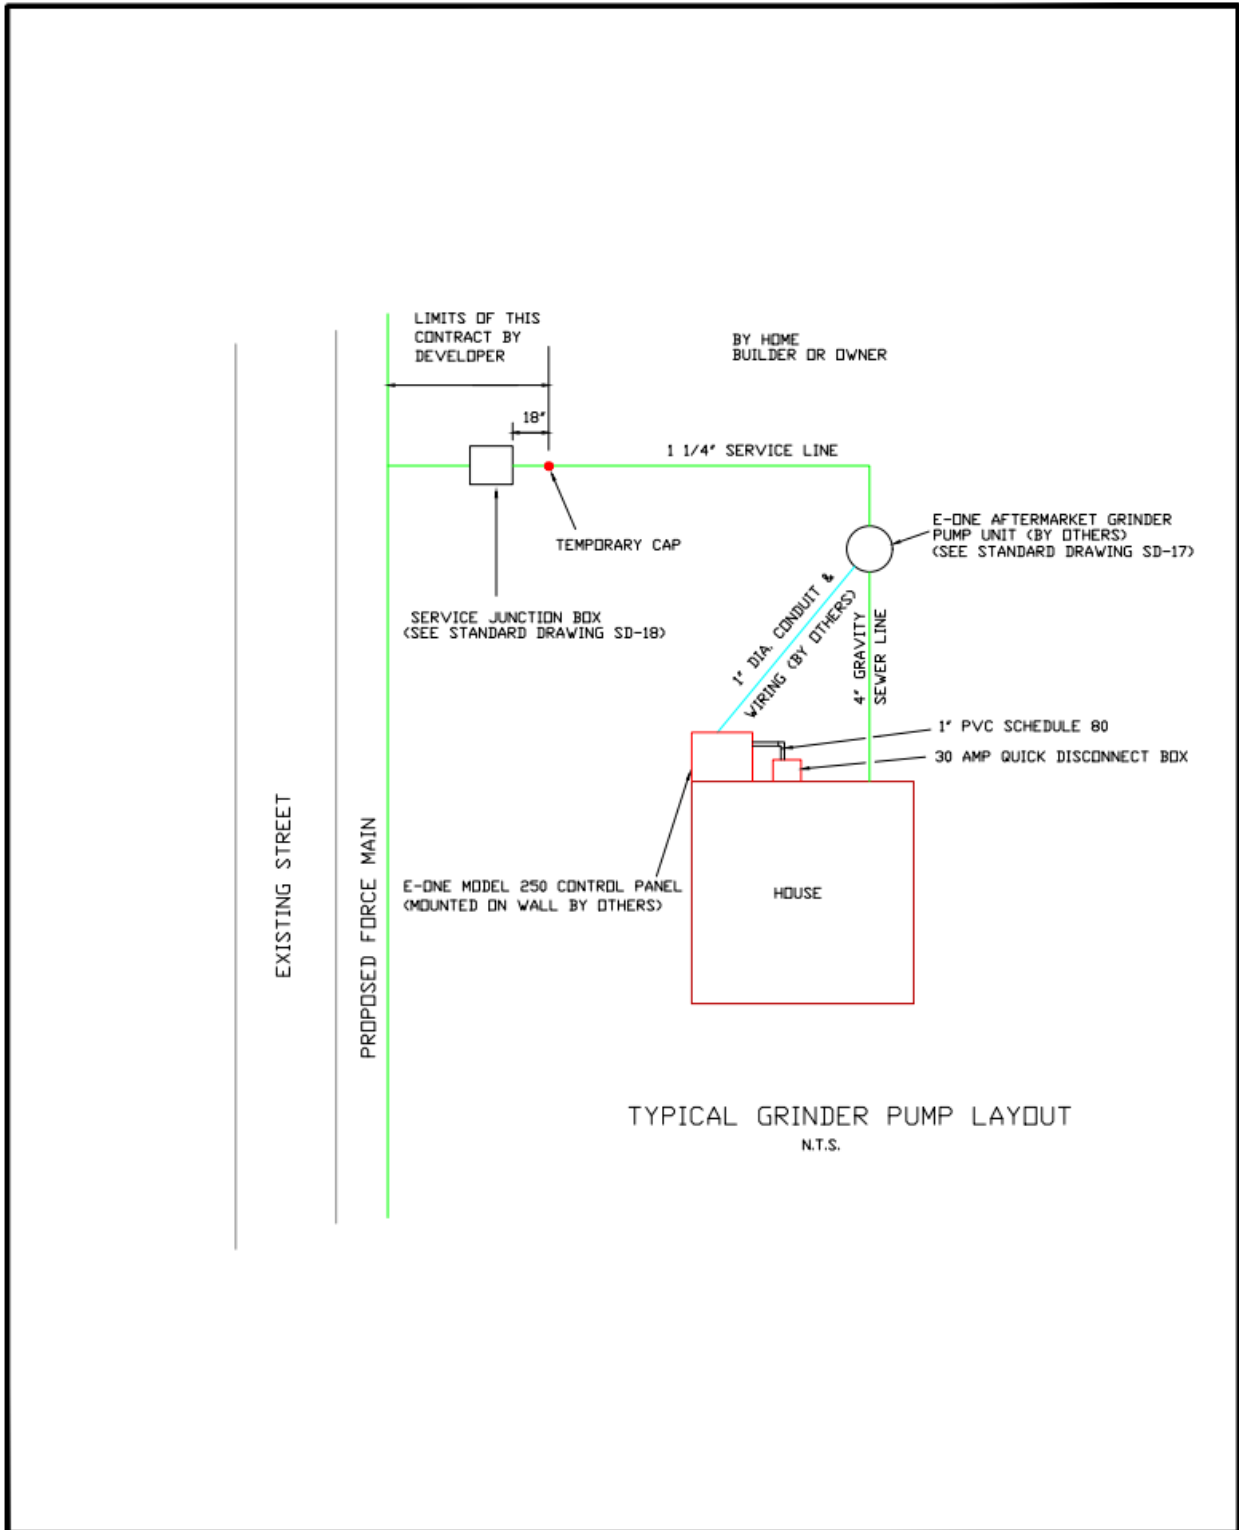 LIMITS OF THIS
CONTRACT BY
DEVELOPER
BY HOME
BUILDER OR OWNER
18"
1 1/4" SERVICE LINE
TEMPORARY CAP
E-ONE AFTERMARKET GRINDER
PUMP UNIT (BY OTHERS)
(SEE STANDARD DRAWING SD-17)
SERVICE JUNCTION BOX
(SEE STANDARD DRAWING SD-18)
1" DIA. CONDUIT &
WIRING (BY OTHERS)
4" GRAVITY
SEWER LINE
1" PVC SCHEDULE 80
30 AMP QUICK DISCONNECT BOX
EXISTING STREET
PROPOSED FORCE MAIN
E-ONE MODEL 250 CONTROL PANEL
(MOUNTED ON WALL BY OTHERS)
HOUSE
TYPICAL GRINDER PUMP LAYOUT
N.T.S.